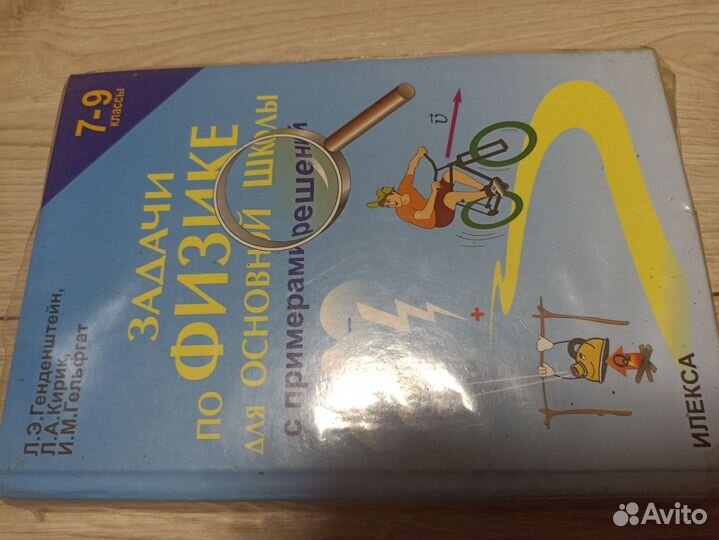 7-9
классы
Л.Э.Генденштейн,
Л.А.Кирик,
И.М.Гельфгат
ЗАДАЧИ
ПО ФИЗИКЕ
ДЛЯ ОСНОВНОЙ ШКОЛЫ
с примерами решений
υ
–
+
Q
ИЛЕКСА
Avito